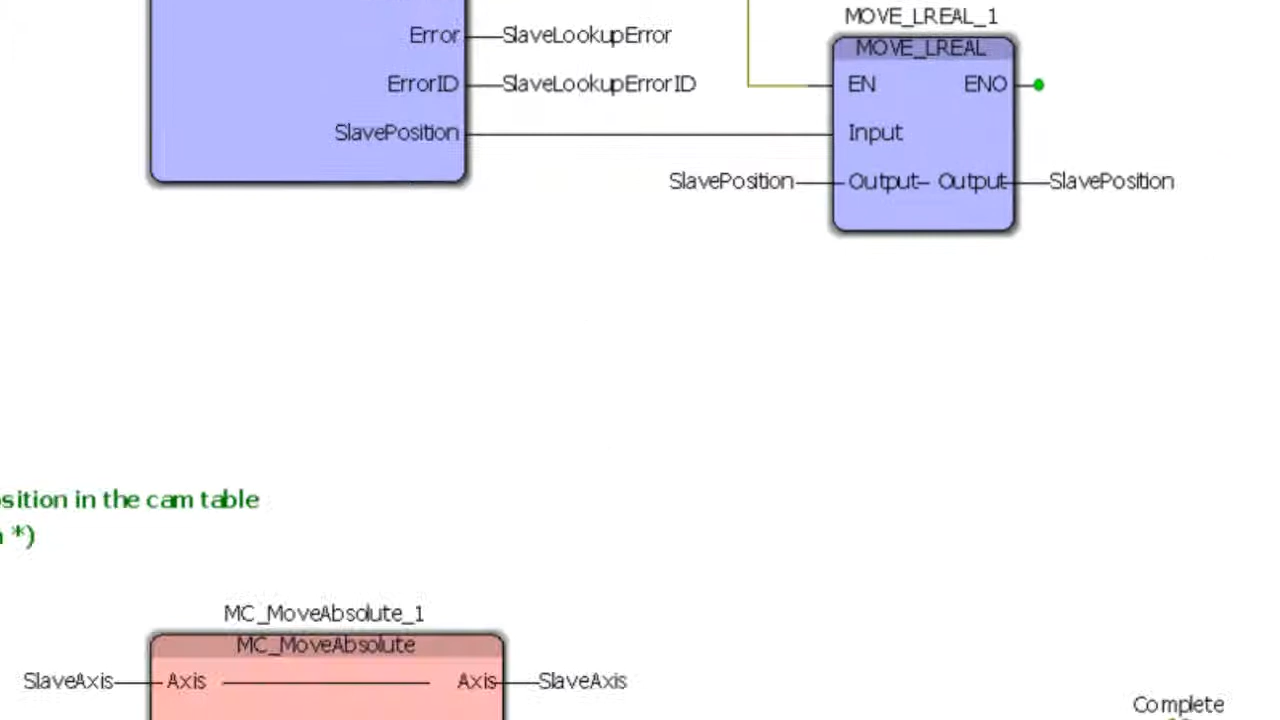 MOVE_LREAL_1
Error SlaveLookupError MOVE_LREAL
ErrorID SlaveLookupErrorID EN ENO
SlavePosition Input
SlavePosition Output Output SlavePosition
sition in the cam table
*)
MC_MoveAbsolute_1
MC_MoveAbsolute
SlaveAxis Axis Axis SlaveAxis
Complete